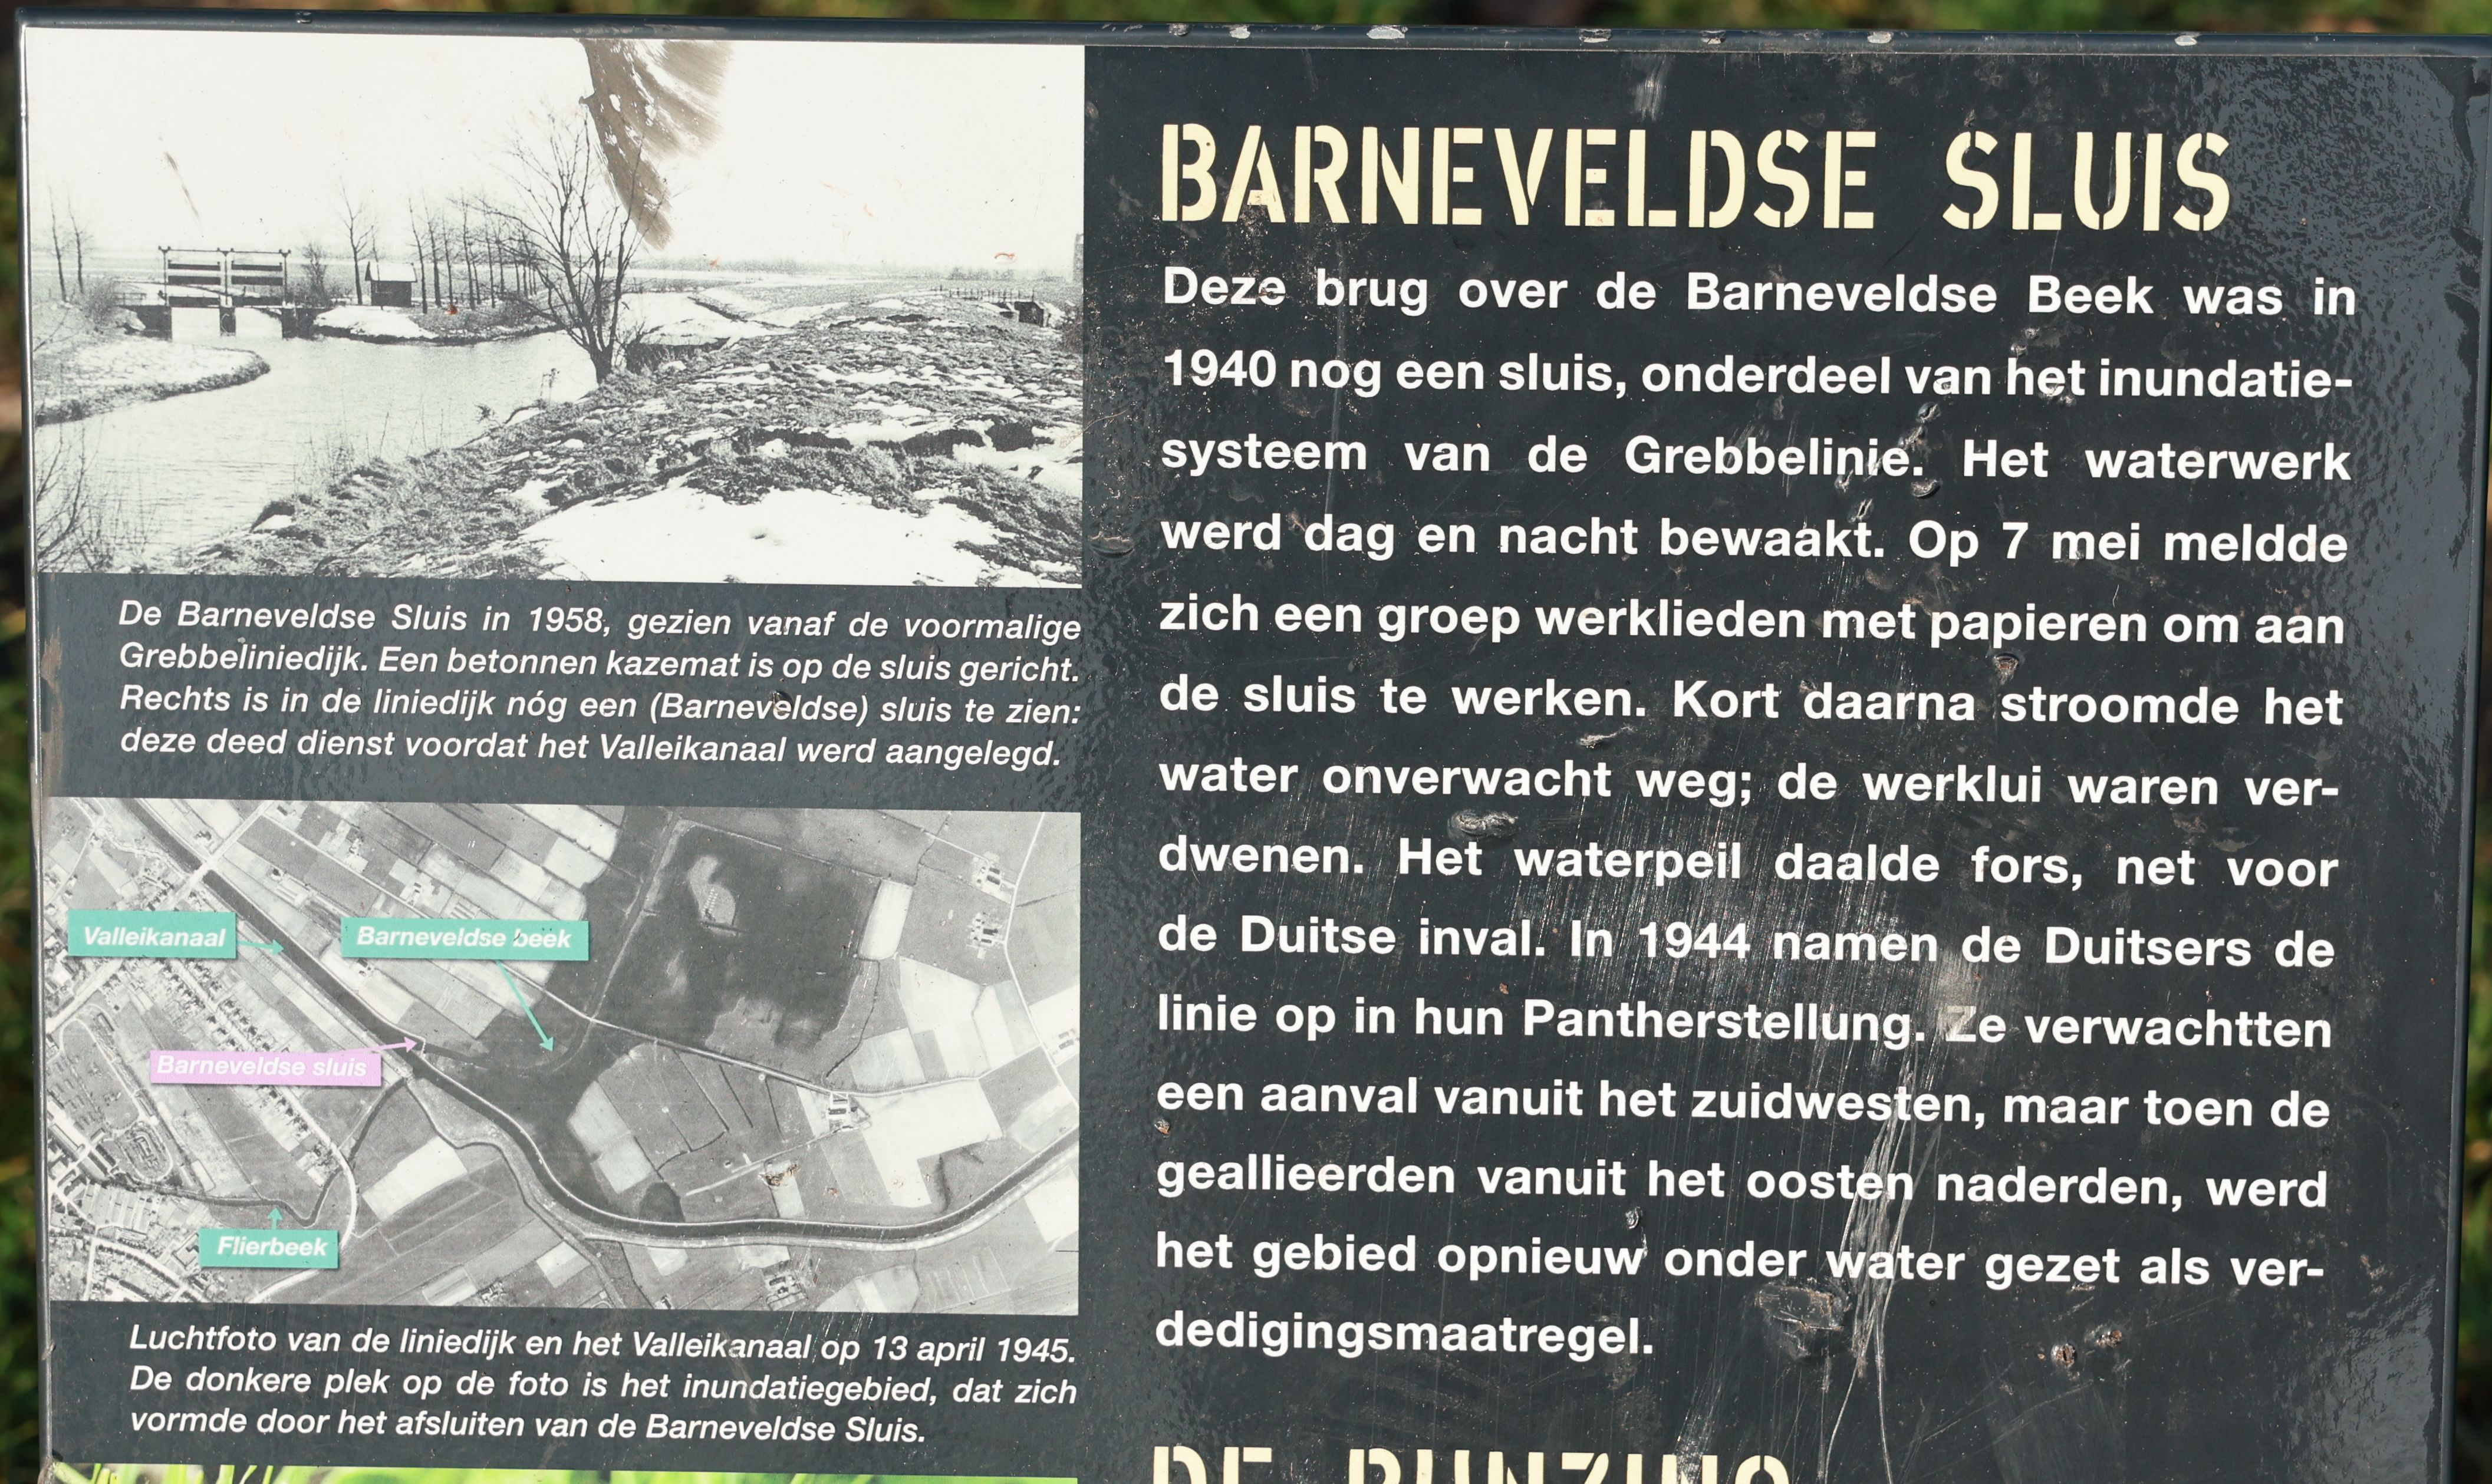 De Barneveldse Sluis in 1958, gezien vanaf de voormalige
Grebbeliniedijk. Een betonnen kazemat is op de sluis gericht.
Rechts is in de liniedijk nóg een (Barneveldse) sluis te zien:
deze deed dienst voordat het Valleikanaal werd aangelegd.
Valleikanaal
Barneveldse beek
Barneveldse sluis
Flierbeek
Luchtfoto van de liniedijk en het Valleikanaal op 13 april 1945.
De donkere plek op de foto is het inundatiegebied, dat zich
vormde door het afsluiten van de Barneveldse Sluis.
BARNEVELDSE SLUIS
Deze brug over de Barneveldse Beek was in
1940 nog een sluis, onderdeel van het inundatie-
systeem van de Grebbelinie. Het waterwerk
werd dag en nacht bewaakt. Op 7 mei meldde
zich een groep werklieden met papieren om aan
de sluis te werken. Kort daarna stroomde het
water onverwacht weg; de werklui waren ver-
dwenen. Het waterpeil daalde fors, net voor
de Duitse inval. In 1944 namen de Duitsers de
linie op in hun Pantherstellung. Ze verwachtten
een aanval vanuit het zuidwesten, maar toen de
geallieerden vanuit het oosten naderden, werd
het gebied opnieuw onder water gezet als ver-
dedigingsmaatregel.
DE